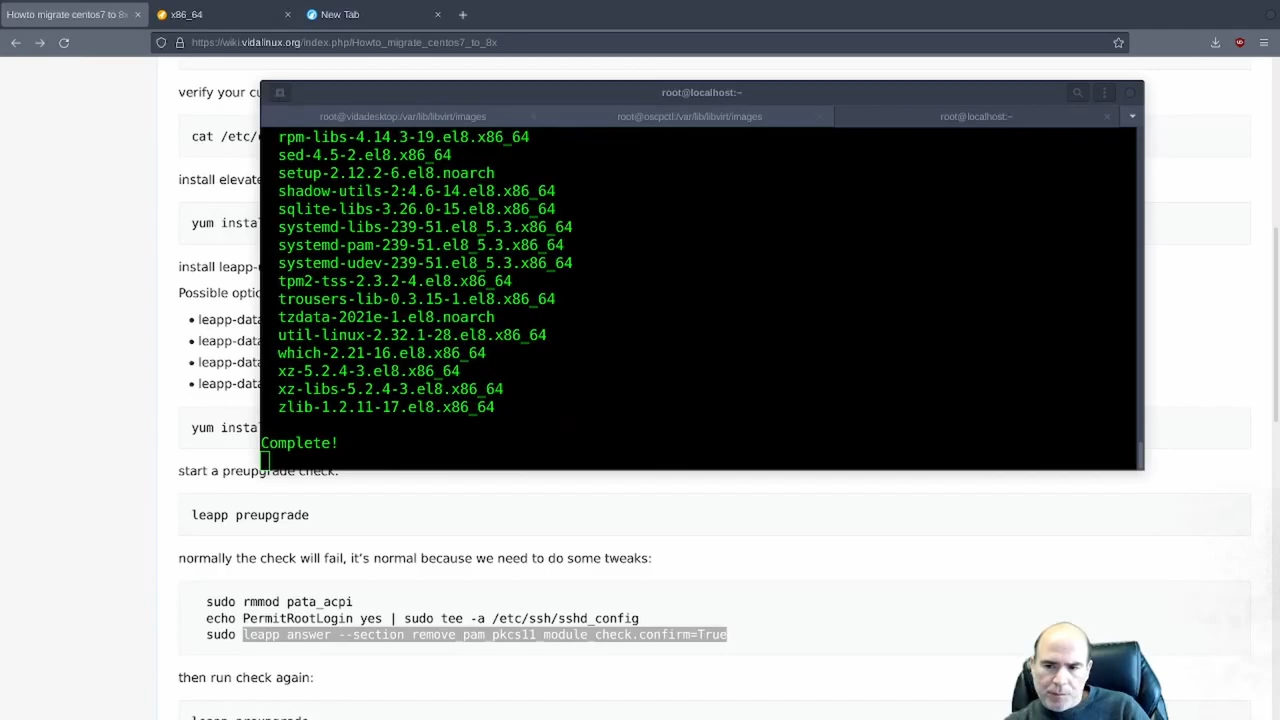 Howto migrate centos7 to 8x
x86_64
New Tab
https://wiki.vidalinux.org/index.php/Howto_migrate_centos7_to_8x
verify your cu
root@localhost:~
root@vidadesktop:/var/lib/libvirt/images
root@oscpctl:/var/lib/libvirt/images
root@localhost:~
cat /etc/
install elevate
yum insta
install leapp-u
Possible optio
• leapp-data
• leapp-data
• leapp-data
• leapp-data
yum insta
rpm-libs-4.14.3-19.el8.x86_64
sed-4.5-2.el8.x86_64
setup-2.12.2-6.el8.noarch
shadow-utils-2:4.6-14.el8.x86_64
sqlite-libs-3.26.0-15.el8.x86_64
systemd-libs-239-51.el8_5.3.x86_64
systemd-pam-239-51.el8_5.3.x86_64
systemd-udev-239-51.el8_5.3.x86_64
tpm2-tss-2.3.2-4.el8.x86_64
trousers-lib-0.3.15-1.el8.x86_64
tzdata-2021e-1.el8.noarch
util-linux-2.32.1-28.el8.x86_64
which-2.21-16.el8.x86_64
xz-5.2.4-3.el8.x86_64
xz-libs-5.2.4-3.el8.x86_64
zlib-1.2.11-17.el8.x86_64
Complete!
start a preupgrade check:
leapp preupgrade
normally the check will fail, it's normal because we need to do some tweaks:
sudo rmmod pata_acpi
echo PermitRootLogin yes | sudo tee -a /etc/ssh/sshd_config
sudo leapp answer --section remove_pam_pkcs11_module_check.confirm=True
then run check again:
leapp preupgrade